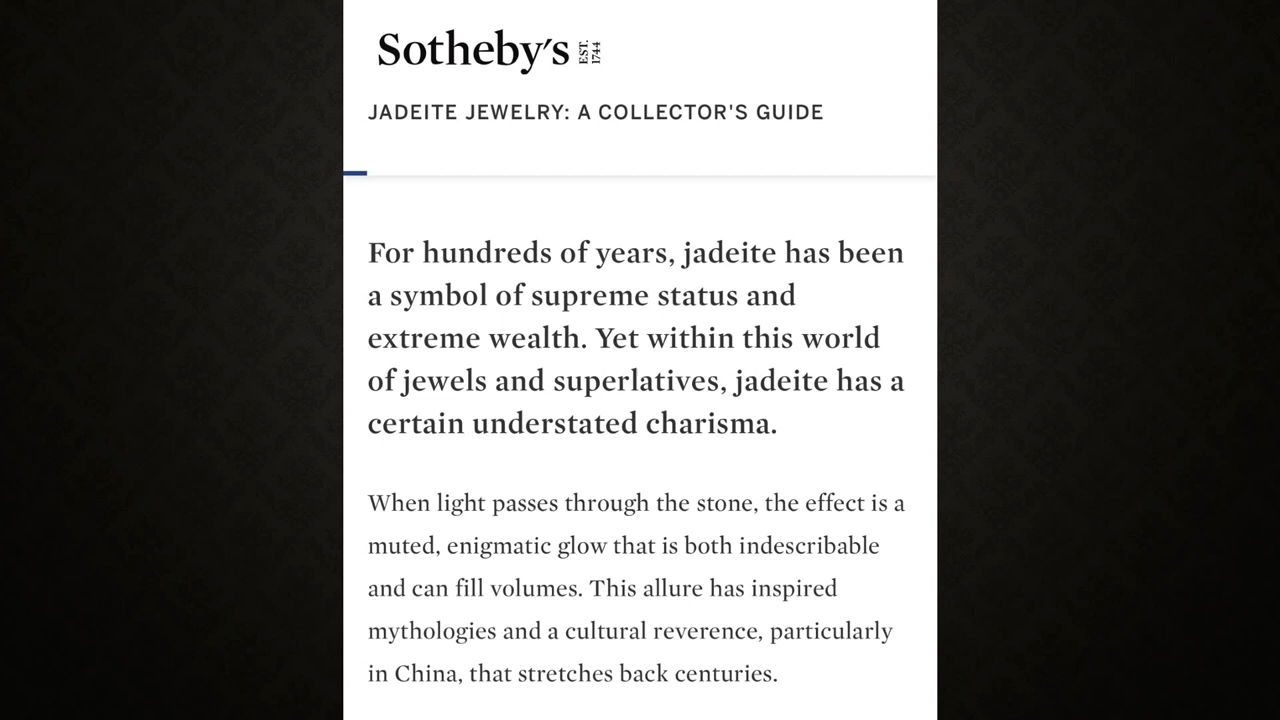 Sotheby's EST. 1744
JADEITE JEWELRY: A COLLECTOR'S GUIDE
For hundreds of years, jadeite has been
a symbol of supreme status and
extreme wealth. Yet within this world
of jewels and superlatives, jadeite has a
certain understated charisma.
When light passes through the stone, the effect is a
muted, enigmatic glow that is both indescribable
and can fill volumes. This allure has inspired
mythologies and a cultural reverence, particularly
in China, that stretches back centuries.